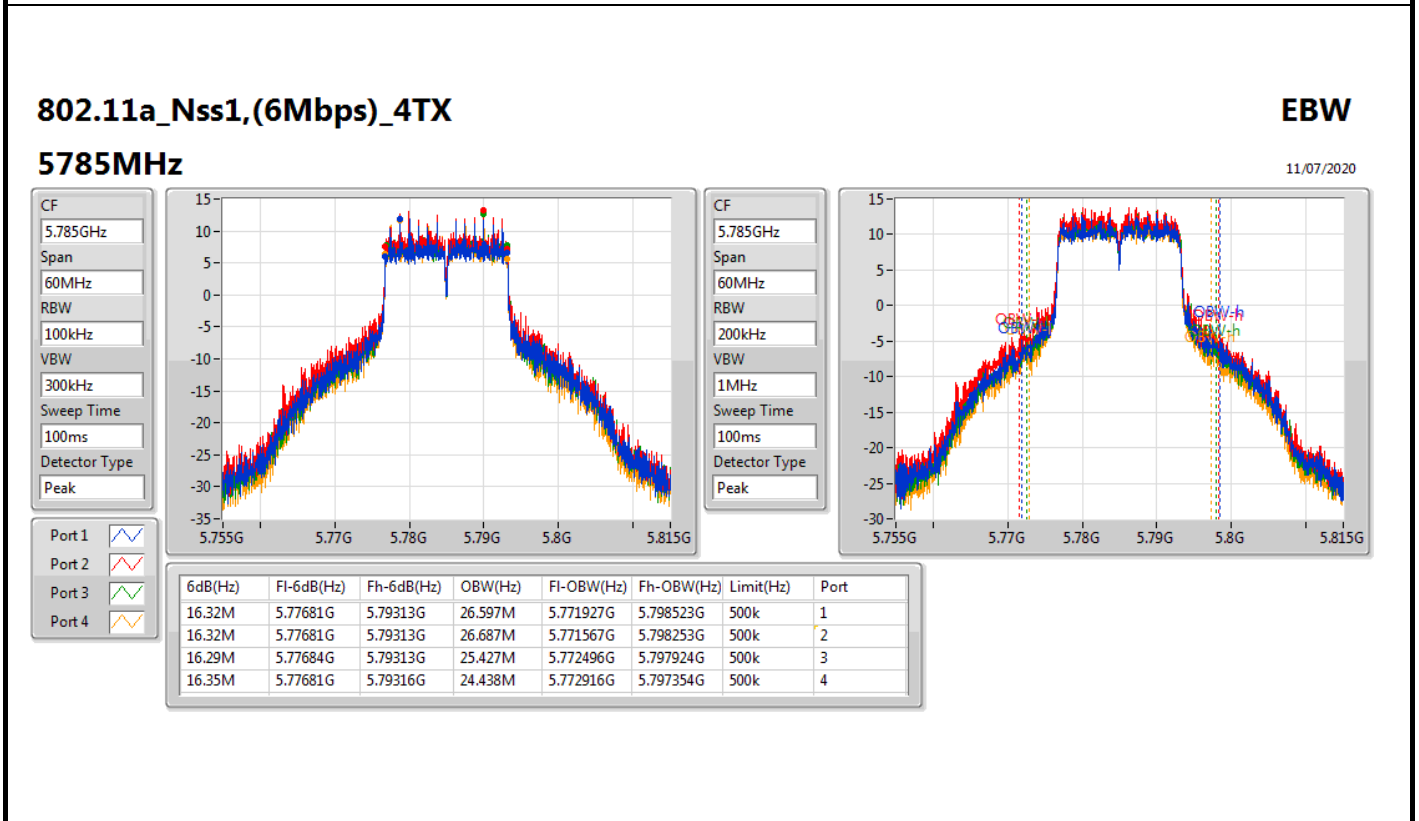 802.11a_Nss1,(6Mbps)_4TX
EBW
5785MHz
11/07/2020
CF
5.785GHz
Span
60MHz
RBW
100kHz
VBW
300kHz
Sweep Time
100ms
Detector Type
Peak
Port 1
Port 2
Port 3
Port 4
15
10
5
0
-5
-10
-15
-20
-25
-30
-35
5.755G 5.77G 5.78G 5.79G 5.8G 5.815G
CF
5.785GHz
Span
60MHz
RBW
200kHz
VBW
1MHz
Sweep Time
100ms
Detector Type
Peak
15
10
5
0
-5
-10
-15
-20
-25
-30
OBW-h
5.755G 5.77G 5.78G 5.79G 5.8G 5.815G
6dB(Hz) Fl-6dB(Hz) Fh-6dB(Hz) OBW(Hz) Fl-OBW(Hz) Fh-OBW(Hz) Limit(Hz) Port
16.32M 5.77681G 5.79313G 26.597M 5.771927G 5.798523G 500k 1
16.32M 5.77681G 5.79313G 26.687M 5.771567G 5.798253G 500k 2
16.29M 5.77684G 5.79313G 25.427M 5.772496G 5.797924G 500k 3
16.35M 5.77681G 5.79316G 24.438M 5.772916G 5.797354G 500k 4